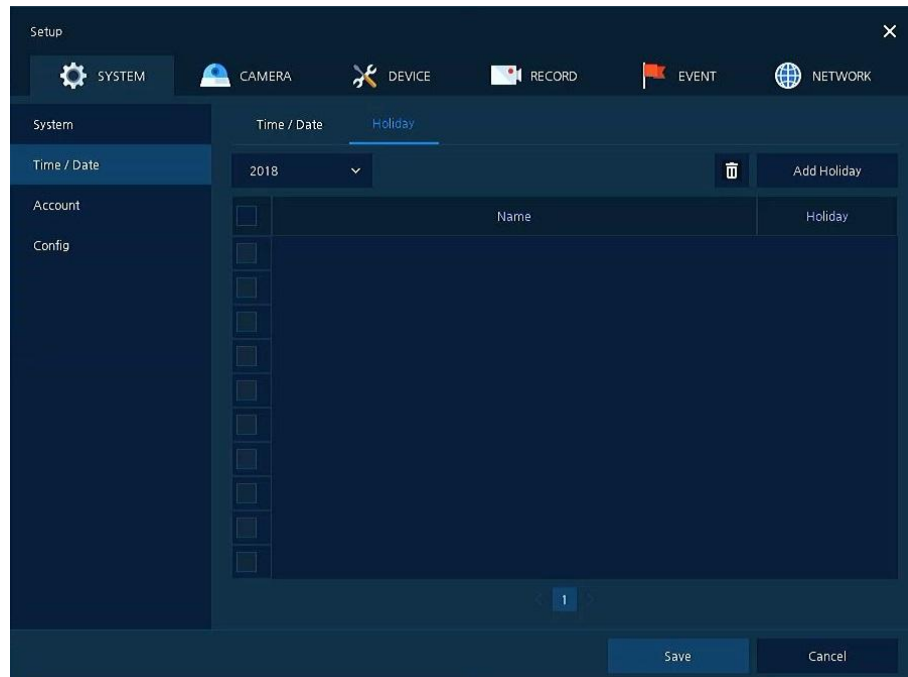 Setup
SYSTEM CAMERA DEVICE RECORD EVENT NETWORK
System
Time / Date
Account
Config
Time / Date Holiday
2018 Add Holiday
Name Holiday
1
Save Cancel